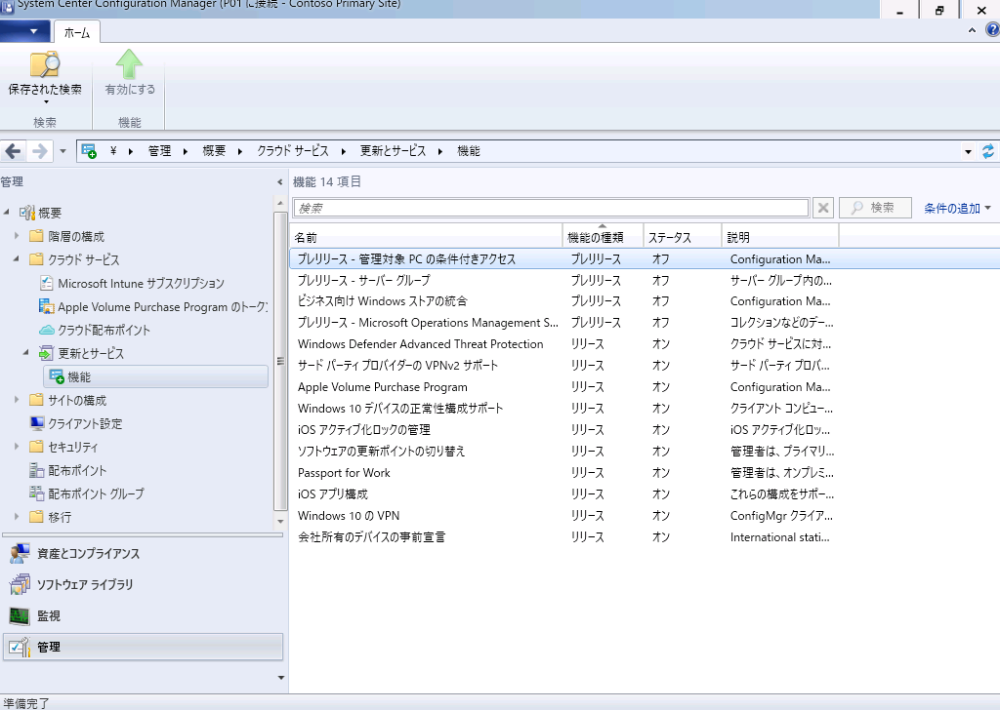 System Center Configuration Manager (P01 に接続 - Contoso Primary Site)
ホーム
保存された検索
有効にする
検索
機能
¥ 管理 概要 クラウド サービス 更新とサービス 機能
管理
概要
階層の構成
クラウド サービス
Microsoft Intune サブスクリプション
Apple Volume Purchase Program のトーク
クラウド配布ポイント
更新とサービス
機能
サイトの構成
クライアント設定
セキュリティ
配布ポイント
配布ポイント グループ
移行
資産とコンプライアンス
ソフトウェア ライブラリ
監視
管理
機能 14 項目
検索 検索 条件の追加
名前 機能の種類 ステータス 説明
プレリリース - 管理対象 PC の条件付きアクセス プレリリース オフ Configuration Ma...
プレリリース - サーバー グループ プレリリース オフ サーバー グループ内の...
ビジネス向け Windows ストアの統合 プレリリース オフ Configuration Ma...
プレリリース - Microsoft Operations Management S... プレリリース オフ コレクションなどのデー...
Windows Defender Advanced Threat Protection リリース オン クラウド サービスに対...
サード パーティ プロバイダーの VPNv2 サポート リリース オン サード パーティ プロバ...
Apple Volume Purchase Program リリース オン Configuration Ma...
Windows 10 デバイスの正常性構成サポート リリース オン クライアント コンピュー...
iOS アクティブ化ロックの管理 リリース オン iOS アクティブ化ロッ...
ソフトウェアの更新ポイントの切り替え リリース オン 管理者は、プライマリ...
Passport for Work リリース オン 管理者は、オンプレミ...
iOS アプリ構成 リリース オン これらの構成をサポー...
Windows 10 の VPN リリース オン ConfigMgr クライア...
会社所有のデバイスの事前宣言 リリース オン International stati...
準備完了